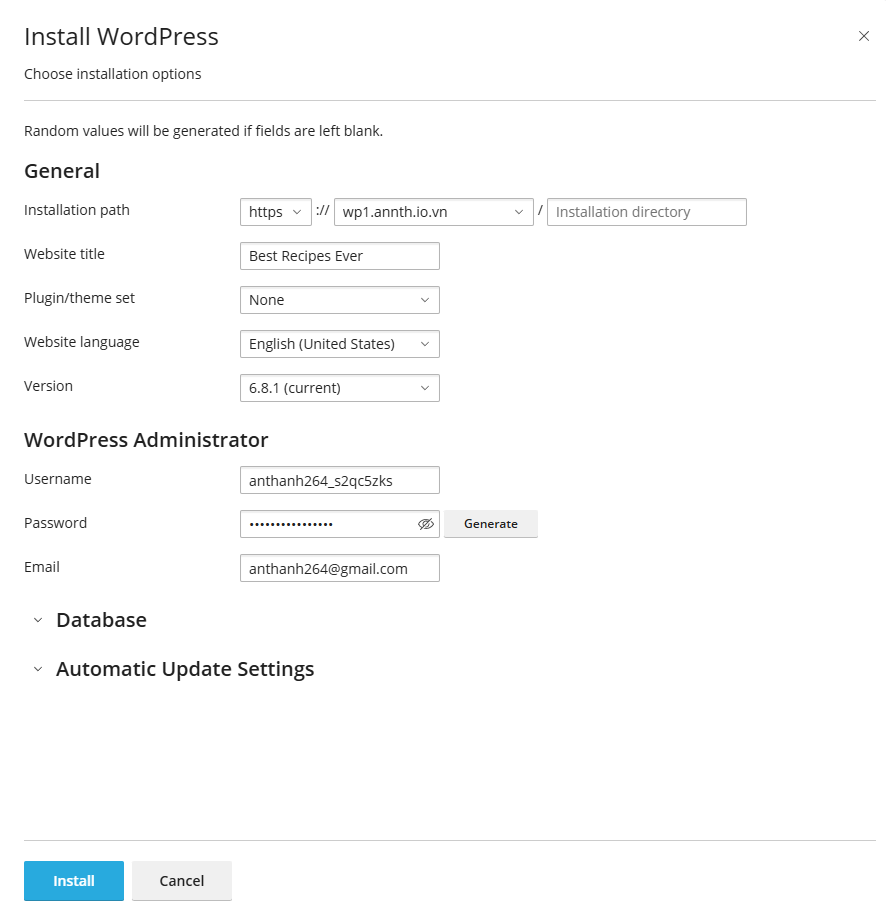 Install WordPress
Choose installation options
Random values will be generated if fields are left blank.
General
Installation path https :// wp1.annth.io.vn / Installation directory
Website title Best Recipes Ever
Plugin/theme set None
Website language English (United States)
Version 6.8.1 (current)
WordPress Administrator
Username anthanh264_s2qc5zks
Password •••••••••••••••• Generate
Email anthanh264@gmail.com
Database
Automatic Update Settings
Install Cancel